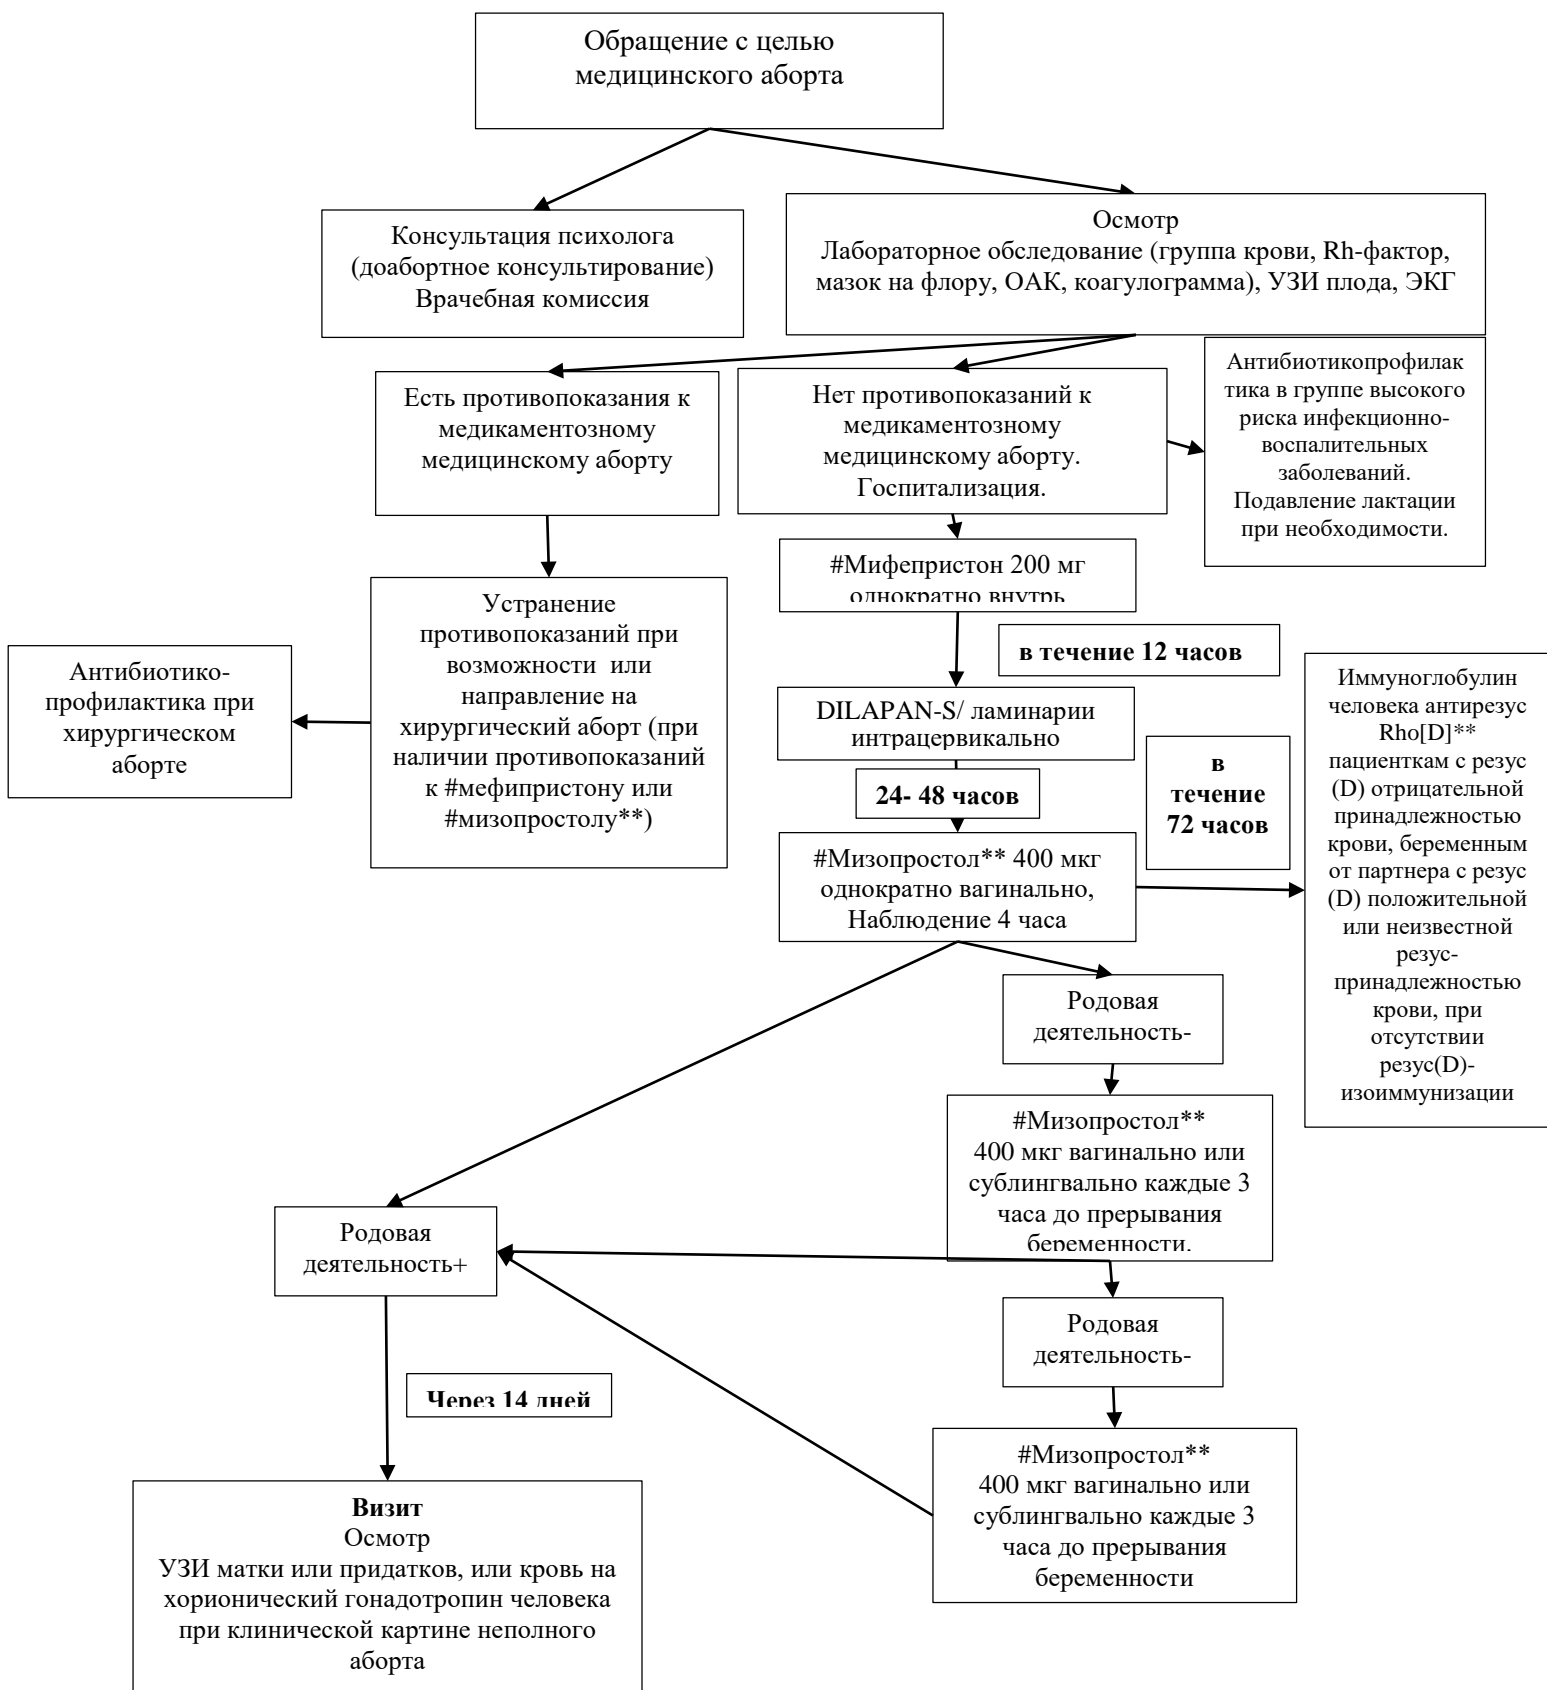 Обращение с целью
медицинского аборта
Консультация психолога
(доабортное консультирование)
Врачебная комиссия
Осмотр
Лабораторное обследование (группа крови, Rh-фактор,
мазок на флору, ОАК, коагулограмма), УЗИ плода, ЭКГ
Есть противопоказания к
медикаментозному
медицинскому аборту
Нет противопоказаний к
медикаментозному
медицинскому аборту.
Госпитализация.
Антибиотикопрофилак
тика в группе высокого
риска инфекционно-
воспалительных
заболеваний.
Подавление лактации
при необходимости.
#Мифепристон 200 мг
однократно внутрь
Устранение
противопоказаний при
возможности  или
направление на
хирургический аборт (при
наличии противопоказаний
к #мефипристону или
#мизопростолу**)
Антибиотико-
профилактика при
хирургическом
аборте
в течение 12 часов
DILAPAN-S/ ламинарии
интрацервикально
24- 48 часов
в
течение
72 часов
Иммуноглобулин
человека антирезус
Rho[D]**
пациенткам с резус
(D) отрицательной
принадлежностью
крови, беременным
от партнера с резус
(D) положительной
или неизвестной
резус-
принадлежностью
крови, при
отсутствии
резус(D)-
изоиммунизации
#Мизопростол** 400 мкг
однократно вагинально,
Наблюдение 4 часа
Родовая
деятельность-
#Мизопростол**
400 мкг вагинально или
сублингвально каждые 3
часа до прерывания
беременности.
Родовая
деятельность+
Родовая
деятельность-
Через 14 дней
#Мизопростол**
400 мкг вагинально или
сублингвально каждые 3
часа до прерывания
беременности
Визит
Осмотр
УЗИ матки или придатков, или кровь на
хорионический гонадотропин человека
при клинической картине неполного
аборта